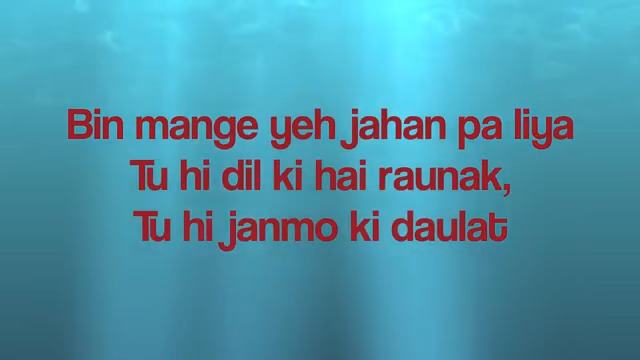 Bin mange yeh jahan pa liya
Tu hi dil ki hai raunak,
Tu hi janmo ki daulat